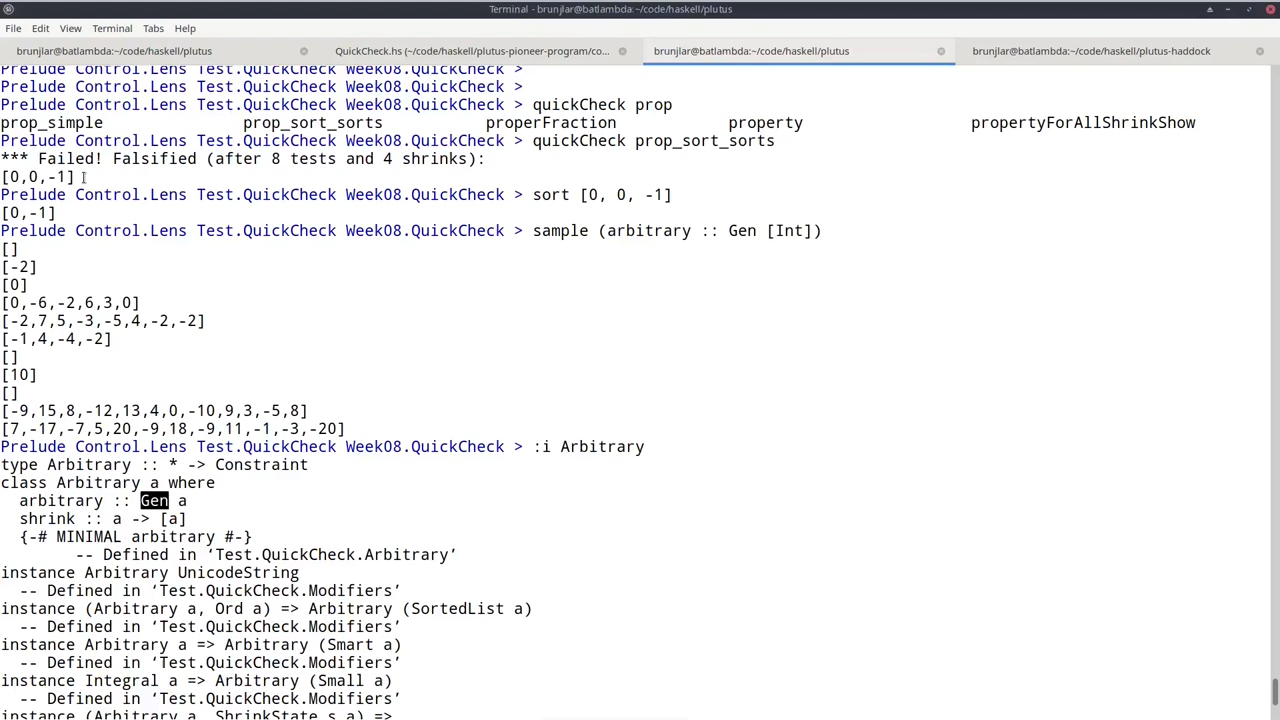 Terminal - brunjlar@batlambda:~/code/haskell/plutus
File Edit View Terminal Tabs Help
brunjlar@batlambda:~/code/haskell/plutus QuickCheck.hs (~/code/haskell/plutus-pioneer-program/co... brunjlar@batlambda:~/code/haskell/plutus brunjlar@batlambda:~/code/haskell/plutus-haddock
Prelude Control.Lens Test.QuickCheck Week08.QuickCheck >
Prelude Control.Lens Test.QuickCheck Week08.QuickCheck >
Prelude Control.Lens Test.QuickCheck Week08.QuickCheck > quickCheck prop
prop_simple prop_sort_sorts properFraction property propertyForAllShrinkShow
Prelude Control.Lens Test.QuickCheck Week08.QuickCheck > quickCheck prop_sort_sorts
*** Failed! Falsified (after 8 tests and 4 shrinks):
[0,0,-1]
Prelude Control.Lens Test.QuickCheck Week08.QuickCheck > sort [0, 0, -1]
[0,-1]
Prelude Control.Lens Test.QuickCheck Week08.QuickCheck > sample (arbitrary :: Gen [Int])
[]
[-2]
[0]
[0,-6,-2,6,3,0]
[-2,7,5,-3,-5,4,-2,-2]
[-1,4,-4,-2]
[]
[10]
[]
[-9,15,8,-12,13,4,0,-10,9,3,-5,8]
[7,-17,-7,5,20,-9,18,-9,11,-1,-3,-20]
Prelude Control.Lens Test.QuickCheck Week08.QuickCheck > :i Arbitrary
type Arbitrary :: * -> Constraint
class Arbitrary a where
  arbitrary :: Gen a
  shrink :: a -> [a]
  {-# MINIMAL arbitrary #-}
        -- Defined in ‘Test.QuickCheck.Arbitrary’
instance Arbitrary UnicodeString
  -- Defined in ‘Test.QuickCheck.Modifiers’
instance (Arbitrary a, Ord a) => Arbitrary (SortedList a)
  -- Defined in ‘Test.QuickCheck.Modifiers’
instance Arbitrary a => Arbitrary (Smart a)
  -- Defined in ‘Test.QuickCheck.Modifiers’
instance Integral a => Arbitrary (Small a)
  -- Defined in ‘Test.QuickCheck.Modifiers’
instance (Arbitrary a, ShrinkState s a) =>